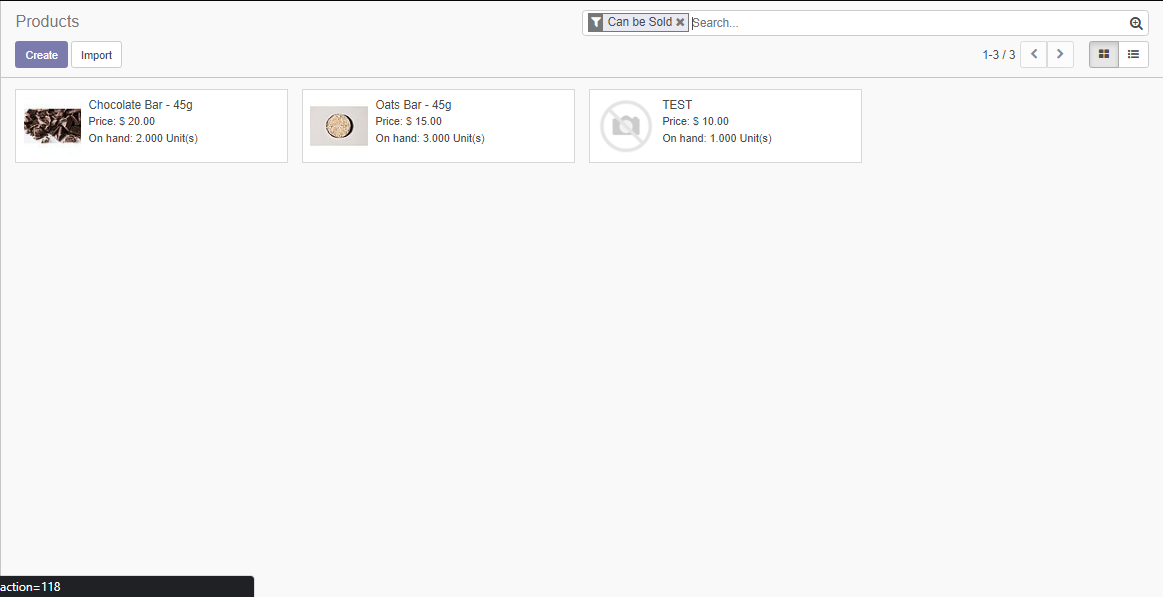 Products
Can be Sold ✖ Search...
Create Import
1-3 / 3
Chocolate Bar - 45g
Price: $ 20.00
On hand: 2.000 Unit(s)
Oats Bar - 45g
Price: $ 15.00
On hand: 3.000 Unit(s)
TEST
Price: $ 10.00
On hand: 1.000 Unit(s)
action=118